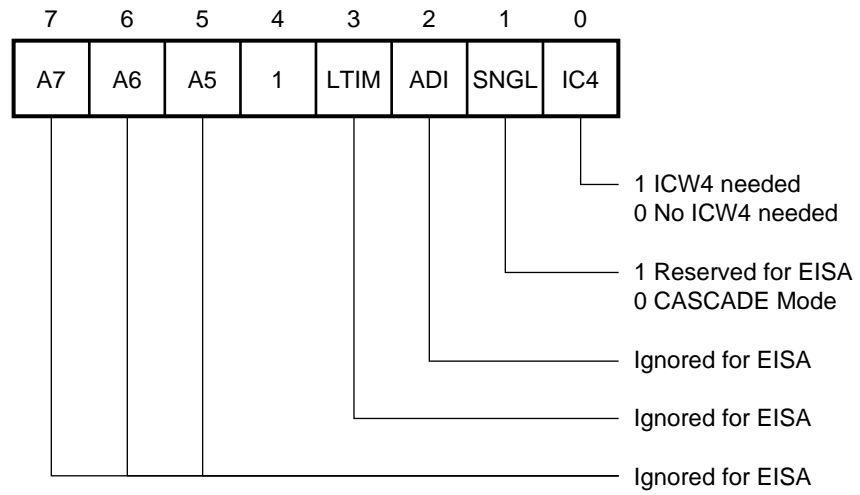 7 6 5 4 3 2 1 0
A7 A6 A5 1 LTIM ADI SNGL IC4
1 ICW4 needed
0 No ICW4 needed
1 Reserved for EISA
0 CASCADE Mode
Ignored for EISA
Ignored for EISA
Ignored for EISA